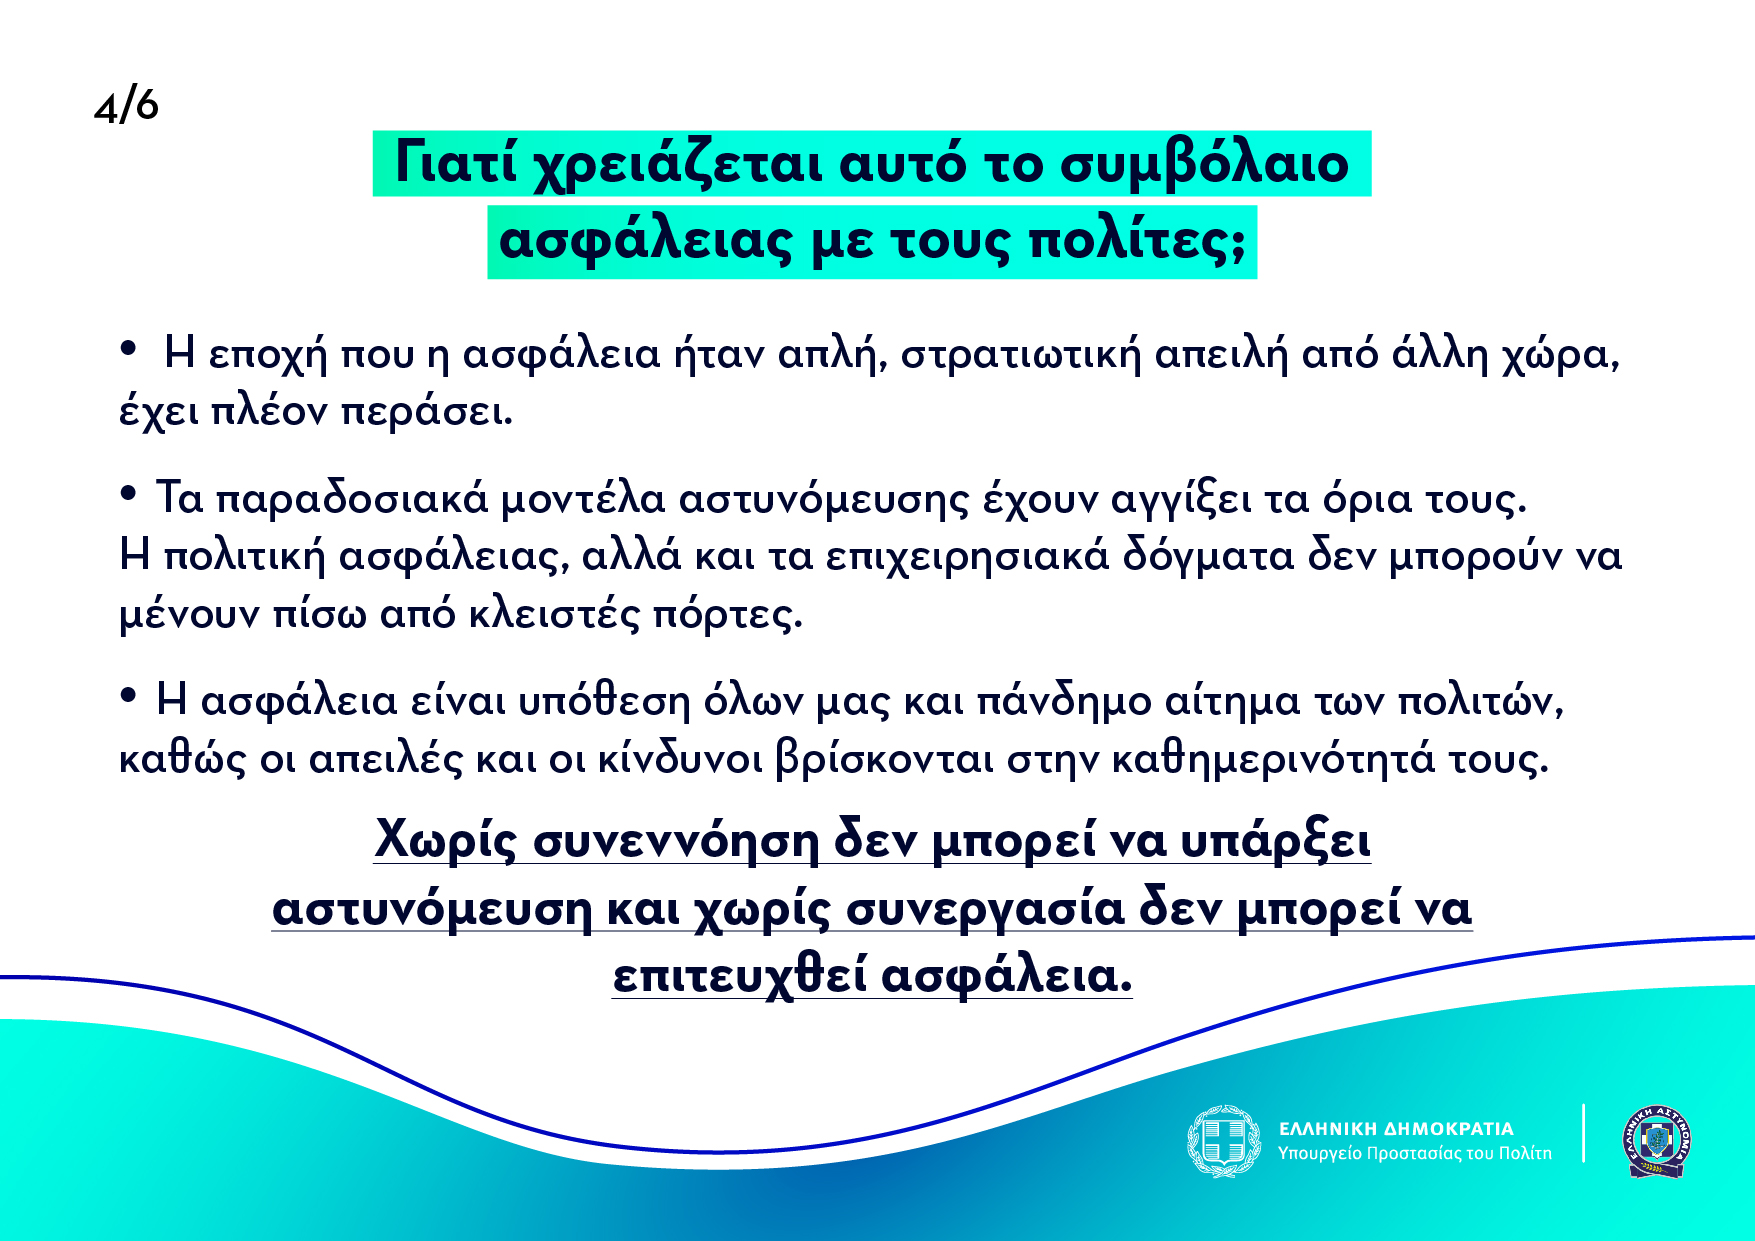 4/6
Γιατί χρειάζεται αυτό το συμβόλαιο
ασφάλειας με τους πολίτες;
• Η εποχή που η ασφάλεια ήταν απλή, στρατιωτική απειλή από άλλη χώρα,
έχει πλέον περάσει.
• Τα παραδοσιακά μοντέλα αστυνόμευσης έχουν αγγίξει τα όρια τους.
Η πολιτική ασφάλειας, αλλά και τα επιχειρησιακά δόγματα δεν μπορούν να
μένουν πίσω από κλειστές πόρτες.
• Η ασφάλεια είναι υπόθεση όλων μας και πάνδημο αίτημα των πολιτών,
καθώς οι απειλές και οι κίνδυνοι βρίσκονται στην καθημερινότητά τους.
Χωρίς συνεννόηση δεν μπορεί να υπάρξει
αστυνόμευση και χωρίς συνεργασία δεν μπορεί να
επιτευχθεί ασφάλεια.
ΕΛΛΗΝΙΚΗ ΔΗΜΟΚΡΑΤΙΑ
Υπουργείο Προστασίας του Πολίτη
ΕΛΛΗΝΙΚΗ ΑΣΤΥΝΟΜΙΑ